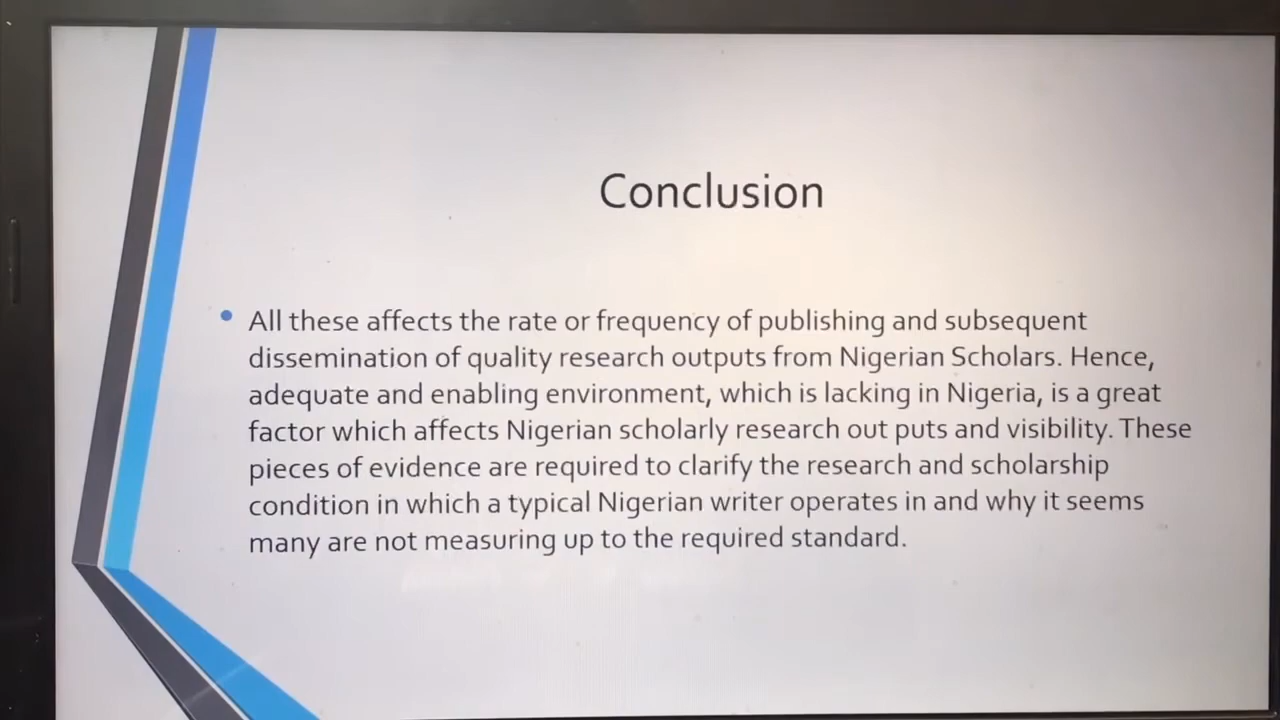 Conclusion
• All these affects the rate or frequency of publishing and subsequent
dissemination of quality research outputs from Nigerian Scholars. Hence,
adequate and enabling environment, which is lacking in Nigeria, is a great
factor which affects Nigerian scholarly research out puts and visibility. These
pieces of evidence are required to clarify the research and scholarship
condition in which a typical Nigerian writer operates in and why it seems
many are not measuring up to the required standard.